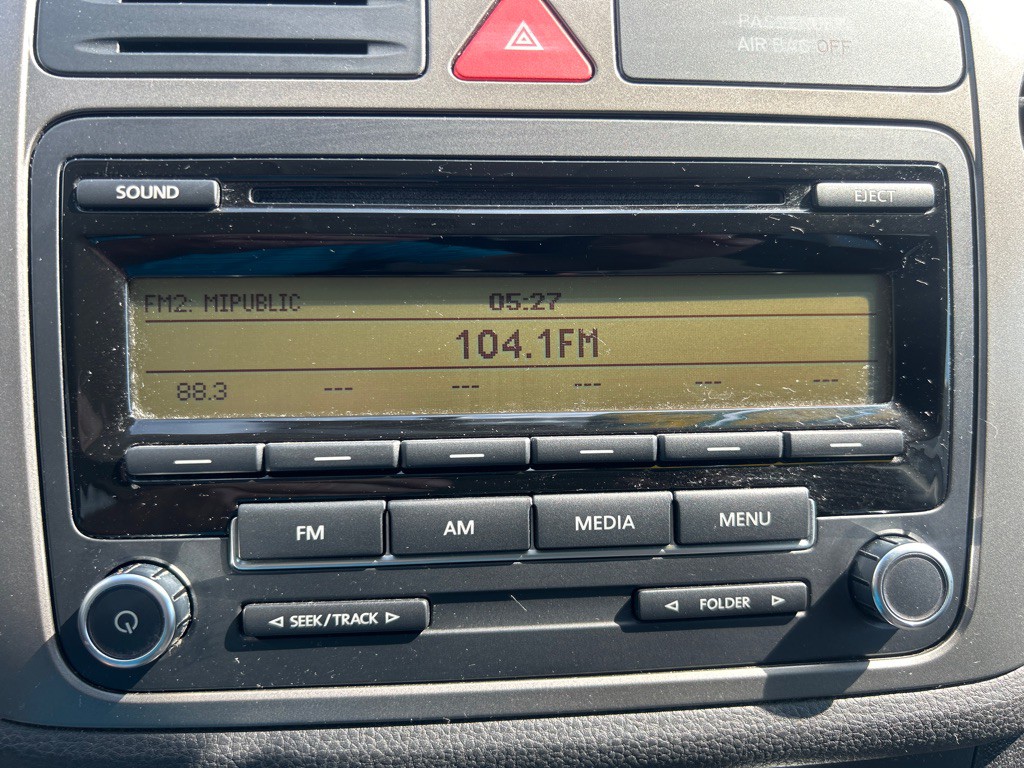 PASSENGER
AIR BAG OFF
SOUND
EJECT
FM2: MIPUBLIC 05:27
104.1FM
88.3 --- --- --- --- ---
FM AM MEDIA MENU
SEEK/TRACK FOLDER